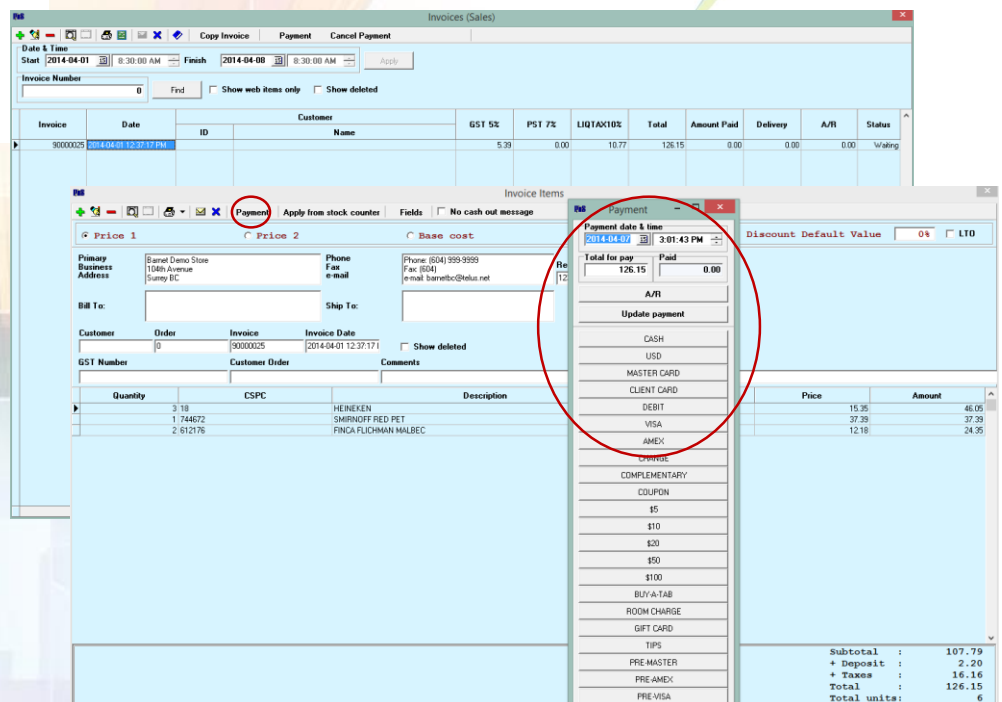 PoS Invoices (Sales)
Copy Invoice Payment Cancel Payment
Date & Time
Start 2014-04-01 8:30:00 AM Finish 2014-04-08 8:30:00 AM Apply
Invoice Number
0 Find Show web items only Show deleted
Invoice Date Customer GST 5% PST 7% LIQTAX10% Total Amount Paid Delivery A/R Status
ID Name
90000025 2014-04-01 12:37:17 PM 5.39 0.00 10.77 126.15 0.00 0.00 0.00 Waiting
PoS Invoice Items
Payment Apply from stock counter Fields No cash out message
Price 1 Price 2 Base cost Discount Default Value 0% LTO
Primary Business Address
Barnet Demo Store
104th Avenue
Surrey BC
Phone
Fax
e-mail
Phone: (604) 999-9999
Fax: (604)
e-mail: barnetbc@telus.net
Re
12
Bill To: Ship To:
Customer Order Invoice Invoice Date
0 90000025 2014-04-01 12:37:17 Show deleted
GST Number Customer Order Comments
Quantity CSPC Description Price Amount
3 18 HEINEKEN 15.35 46.05
1 744672 SMIRNOFF RED PET 37.39 37.39
2 612176 FINCA FLICHMAN MALBEC 12.18 24.35
PoS Payment
Payment date & time
2014-04-07 3:01:43 PM
Total for pay Paid
126.15 0.00
A/R
Update payment
CASH
USD
MASTER CARD
CLIENT CARD
DEBIT
VISA
AMEX
CHANGE
COMPLEMENTARY
COUPON
$5
$10
$20
$50
$100
BUY-A-TAB
ROOM CHARGE
GIFT CARD
TIPS
PRE-MASTER
PRE-AMEX
PRE-VISA
Subtotal : 107.79
+ Deposit : 2.20
+ Taxes : 16.16
Total : 126.15
Total units: 6